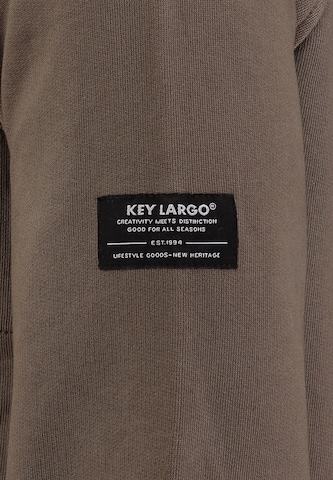 KEY LARGO®
CREATIVITY MEETS DISTINCTION
GOOD FOR ALL SEASONS
EST.1994
LIFESTYLE GOODS-NEW HERITAGE